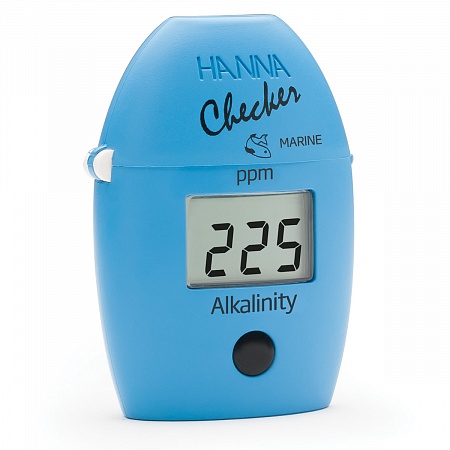 HANNA
Checker
MARINE
ppm
225
Alkalinity